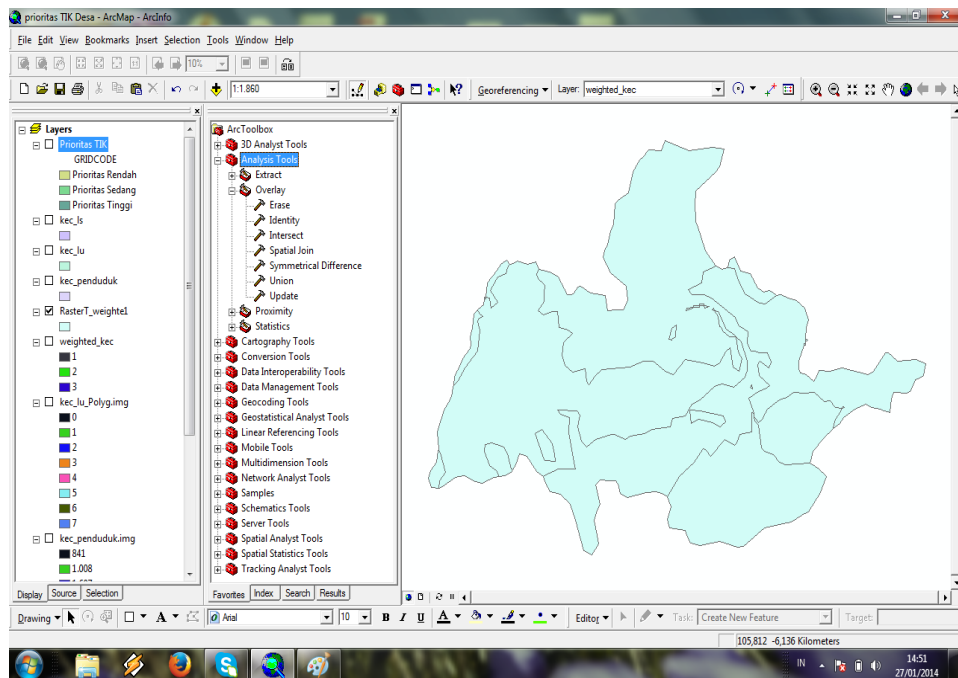 prioritas TIK Desa - ArcMap - ArcInfo
File Edit View Bookmarks Insert Selection Tools Window Help
10%
1:1.860 Georeferencing Layer: weighted_kec
Layers
Prioritas TIK
GRIDCODE
Prioritas Rendah
Prioritas Sedang
Prioritas Tinggi
kec_ls
kec_lu
kec_penduduk
RasterT_weighte1
weighted_kec
1
2
3
kec_lu_Polyg.img
0
1
2
3
4
5
6
7
kec_penduduk.img
841
1.008
Display Source Selection
ArcToolbox
3D Analyst Tools
Analysis Tools
Extract
Overlay
Erase
Identity
Intersect
Spatial Join
Symmetrical Difference
Union
Update
Proximity
Statistics
Cartography Tools
Conversion Tools
Data Interoperability Tools
Data Management Tools
Geocoding Tools
Geostatistical Analyst Tools
Linear Referencing Tools
Mobile Tools
Multidimension Tools
Network Analyst Tools
Samples
Schematics Tools
Server Tools
Spatial Analyst Tools
Spatial Statistics Tools
Tracking Analyst Tools
Favorites Index Search Results
Drawing A Arial 10 B I U A Editor Task: Create New Feature Target:
105,812 -6,136 Kilometers
IN 14:51
27/01/2014